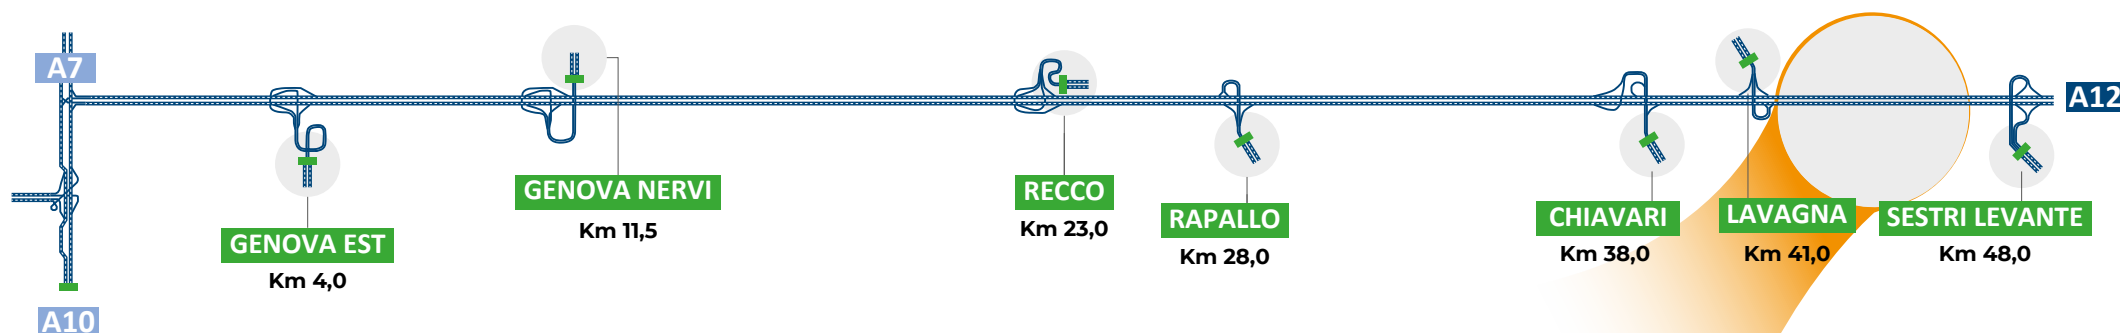 A7
A12
GENOVA EST
Km 4,0
GENOVA NERVI
Km 11,5
RECCO
Km 23,0
RAPALLO
Km 28,0
CHIAVARI
Km 38,0
LAVAGNA
Km 41,0
SESTRI LEVANTE
Km 48,0
A10